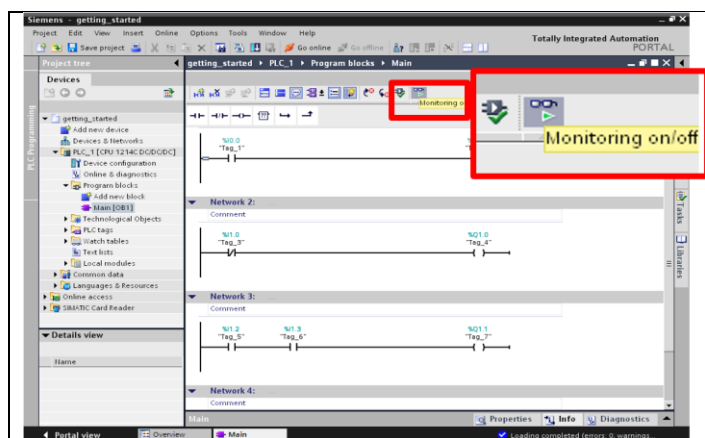 Siemens - getting_started
Project Edit View Insert Online Options Tools Window Help
Save project
Go online
Go offline
Totally Integrated Automation
PORTAL
Project tree
getting_started ▸ PLC_1 ▸ Program blocks ▸ Main
Devices
PLC Programming
getting_started
Add new device
Devices & Networks
PLC_1 [CPU 1214C DC/DC/DC]
Device configuration
Online & diagnostics
Program blocks
Add new block
Main [OB1]
Technological Objects
PLC tags
Watch tables
Text lists
Local modules
Common data
Languages & Resources
Online access
SIMATIC Card Reader
Details view
Name
Monitoring o
Monitoring on/off
%I0.0
"Tag_1"
Network 2:
Comment
%I1.0
"Tag_3"
%Q1.0
"Tag_4"
Network 3:
Comment
%I1.2
"Tag_5"
%I1.3
"Tag_6"
%Q1.1
"Tag_7"
Network 4:
Comment
Tasks
Libraries
Main
Properties
Info
Diagnostics
Portal view
Overview
Main
Loading completed (errors: 0; warnings...